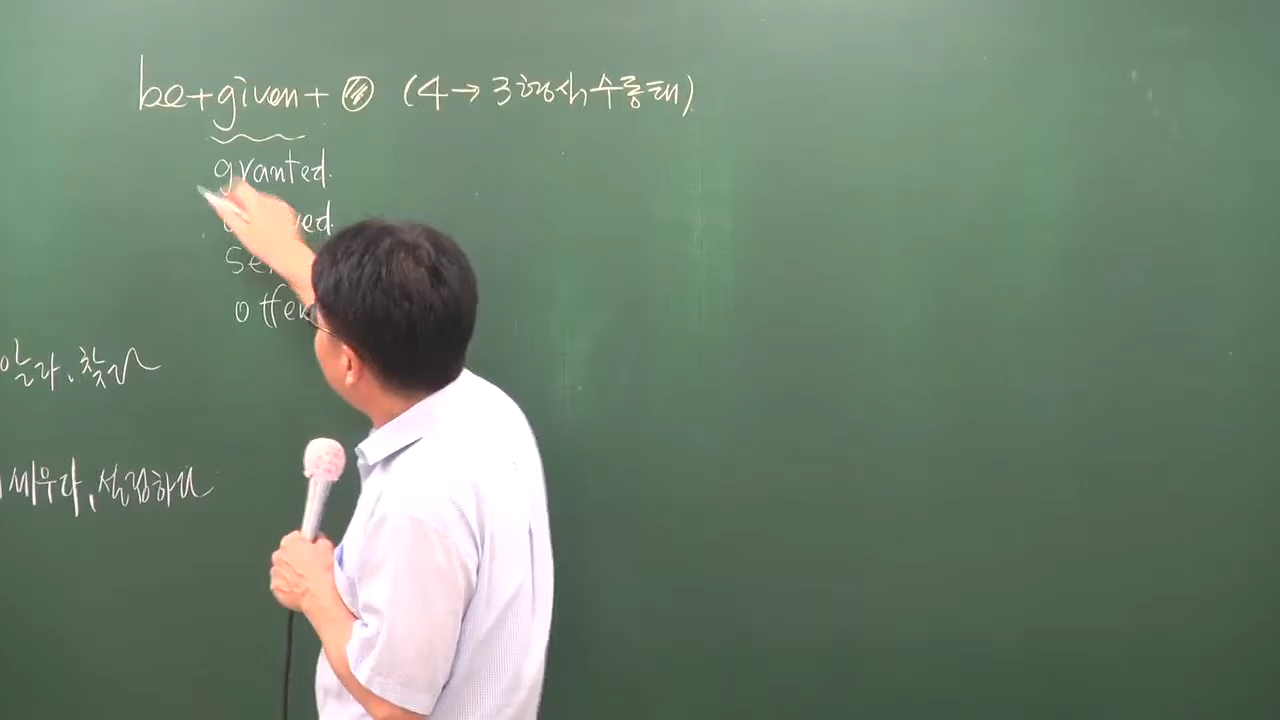 be+given+ⓝ (4→3형식수동태)
granted.
offer
알다, 찾다
세우다, 설립하다